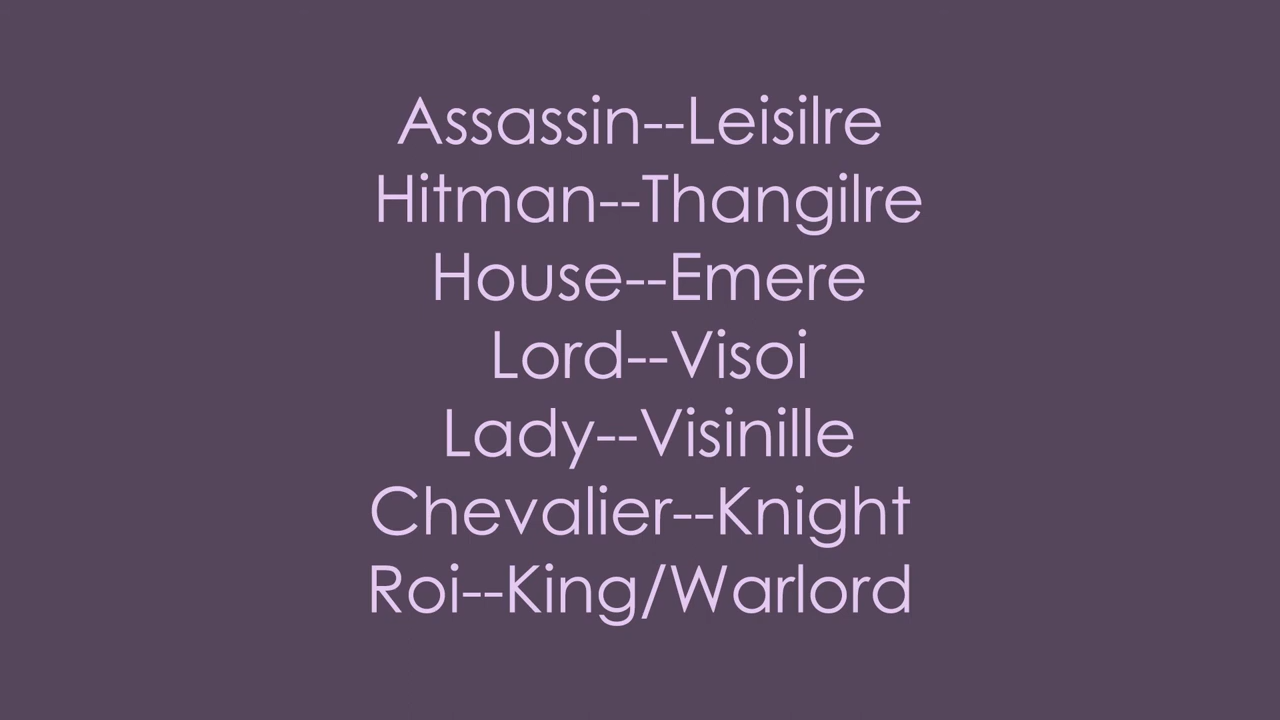 Assassin--Leisilre
Hitman--Thangilre
House--Emere
Lord--Visoi
Lady--Visinille
Chevalier--Knight
Roi--King/Warlord